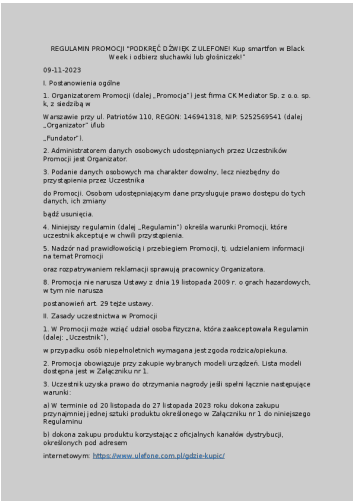 REGULAMIN PROMOCJI "PODKRĘĆ DŹWIĘK Z ULEFONE! Kup smartfon w Black
Week i odbierz słuchawki lub głośniczek!"
09-11-2023
I. Postanowienia ogólne
1. Organizatorem Promocji (dalej „Promocja") jest firma CK Mediator Sp. z o.o. sp.
k, z siedzibą w
Warszawie przy ul. Patriotów 110, REGON: 146941318, NIP: 5252569541 (dalej
„Organizator" i/lub
„Fundator").
2. Administratorem danych osobowych udostępnianych przez Uczestników
Promocji jest Organizator.
3. Podanie danych osobowych ma charakter dowolny, lecz niezbędny do
przystąpienia przez Uczestnika
do Promocji. Osobom udostępniającym dane przysługuje prawo dostępu do tych
danych, ich zmiany
bądź usunięcia.
4. Niniejszy regulamin (dalej „Regulamin") określa warunki Promocji, które
uczestnik akceptuje w chwili przystąpienia.
5. Nadzór nad prawidłowością i przebiegiem Promocji, tj. udzielaniem informacji
na temat Promocji
oraz rozpatrywaniem reklamacji sprawują pracownicy Organizatora.
8. Promocja nie narusza Ustawy z dnia 19 listopada 2009 r. o grach hazardowych,
w tym nie narusza
postanowień art. 29 tejże ustawy.
II. Zasady uczestnictwa w Promocji
1. W Promocji może wziąć udział osoba fizyczna, która zaakceptowała Regulamin
(dalej: „Uczestnik"),
w przypadku osób niepełnoletnich wymagana jest zgoda rodzica/opiekuna.
2. Promocja obowiązuje przy zakupie wybranych modeli urządzeń. Lista modeli
dostępna jest w Załączniku nr 1.
3. Uczestnik uzyska prawo do otrzymania nagrody jeśli spełni łącznie następujące
warunki:
a) W terminie od 20 listopada do 27 listopada 2023 roku dokona zakupu
przynajmniej jednej sztuki produktu określonego w Załączniku nr 1 do niniejszego
Regulaminu
b) dokona zakupu produktu korzystając z oficjalnych kanałów dystrybucji,
określonych pod adresem
internetowym: https://www.ulefone.com.pl/gdzie-kupic/